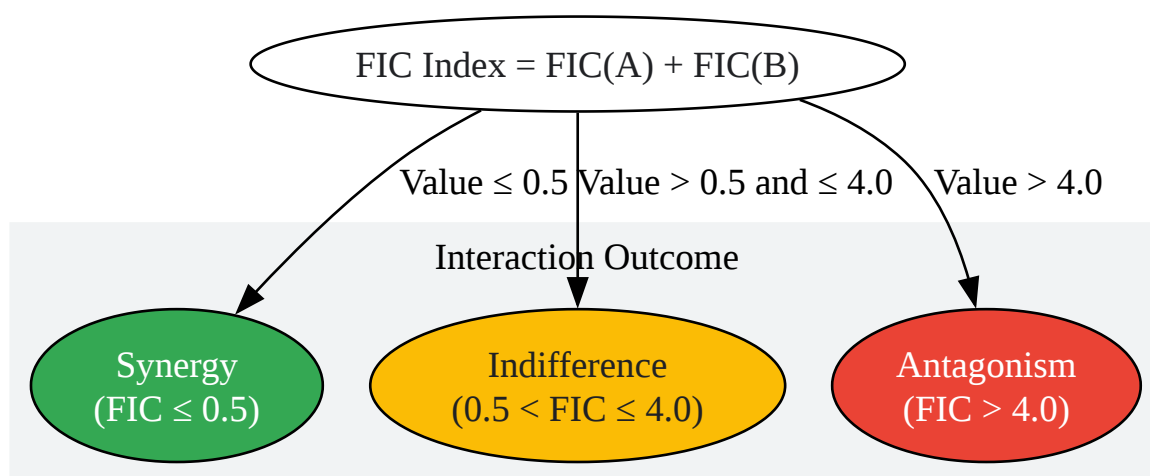 FIC Index = FIC(A) + FIC(B)
Value ≤ 0.5
Value > 0.5 and ≤ 4.0
Value > 4.0
Interaction Outcome
Synergy
(FIC ≤ 0.5)
Indifference
(0.5 < FIC ≤ 4.0)
Antagonism
(FIC > 4.0)